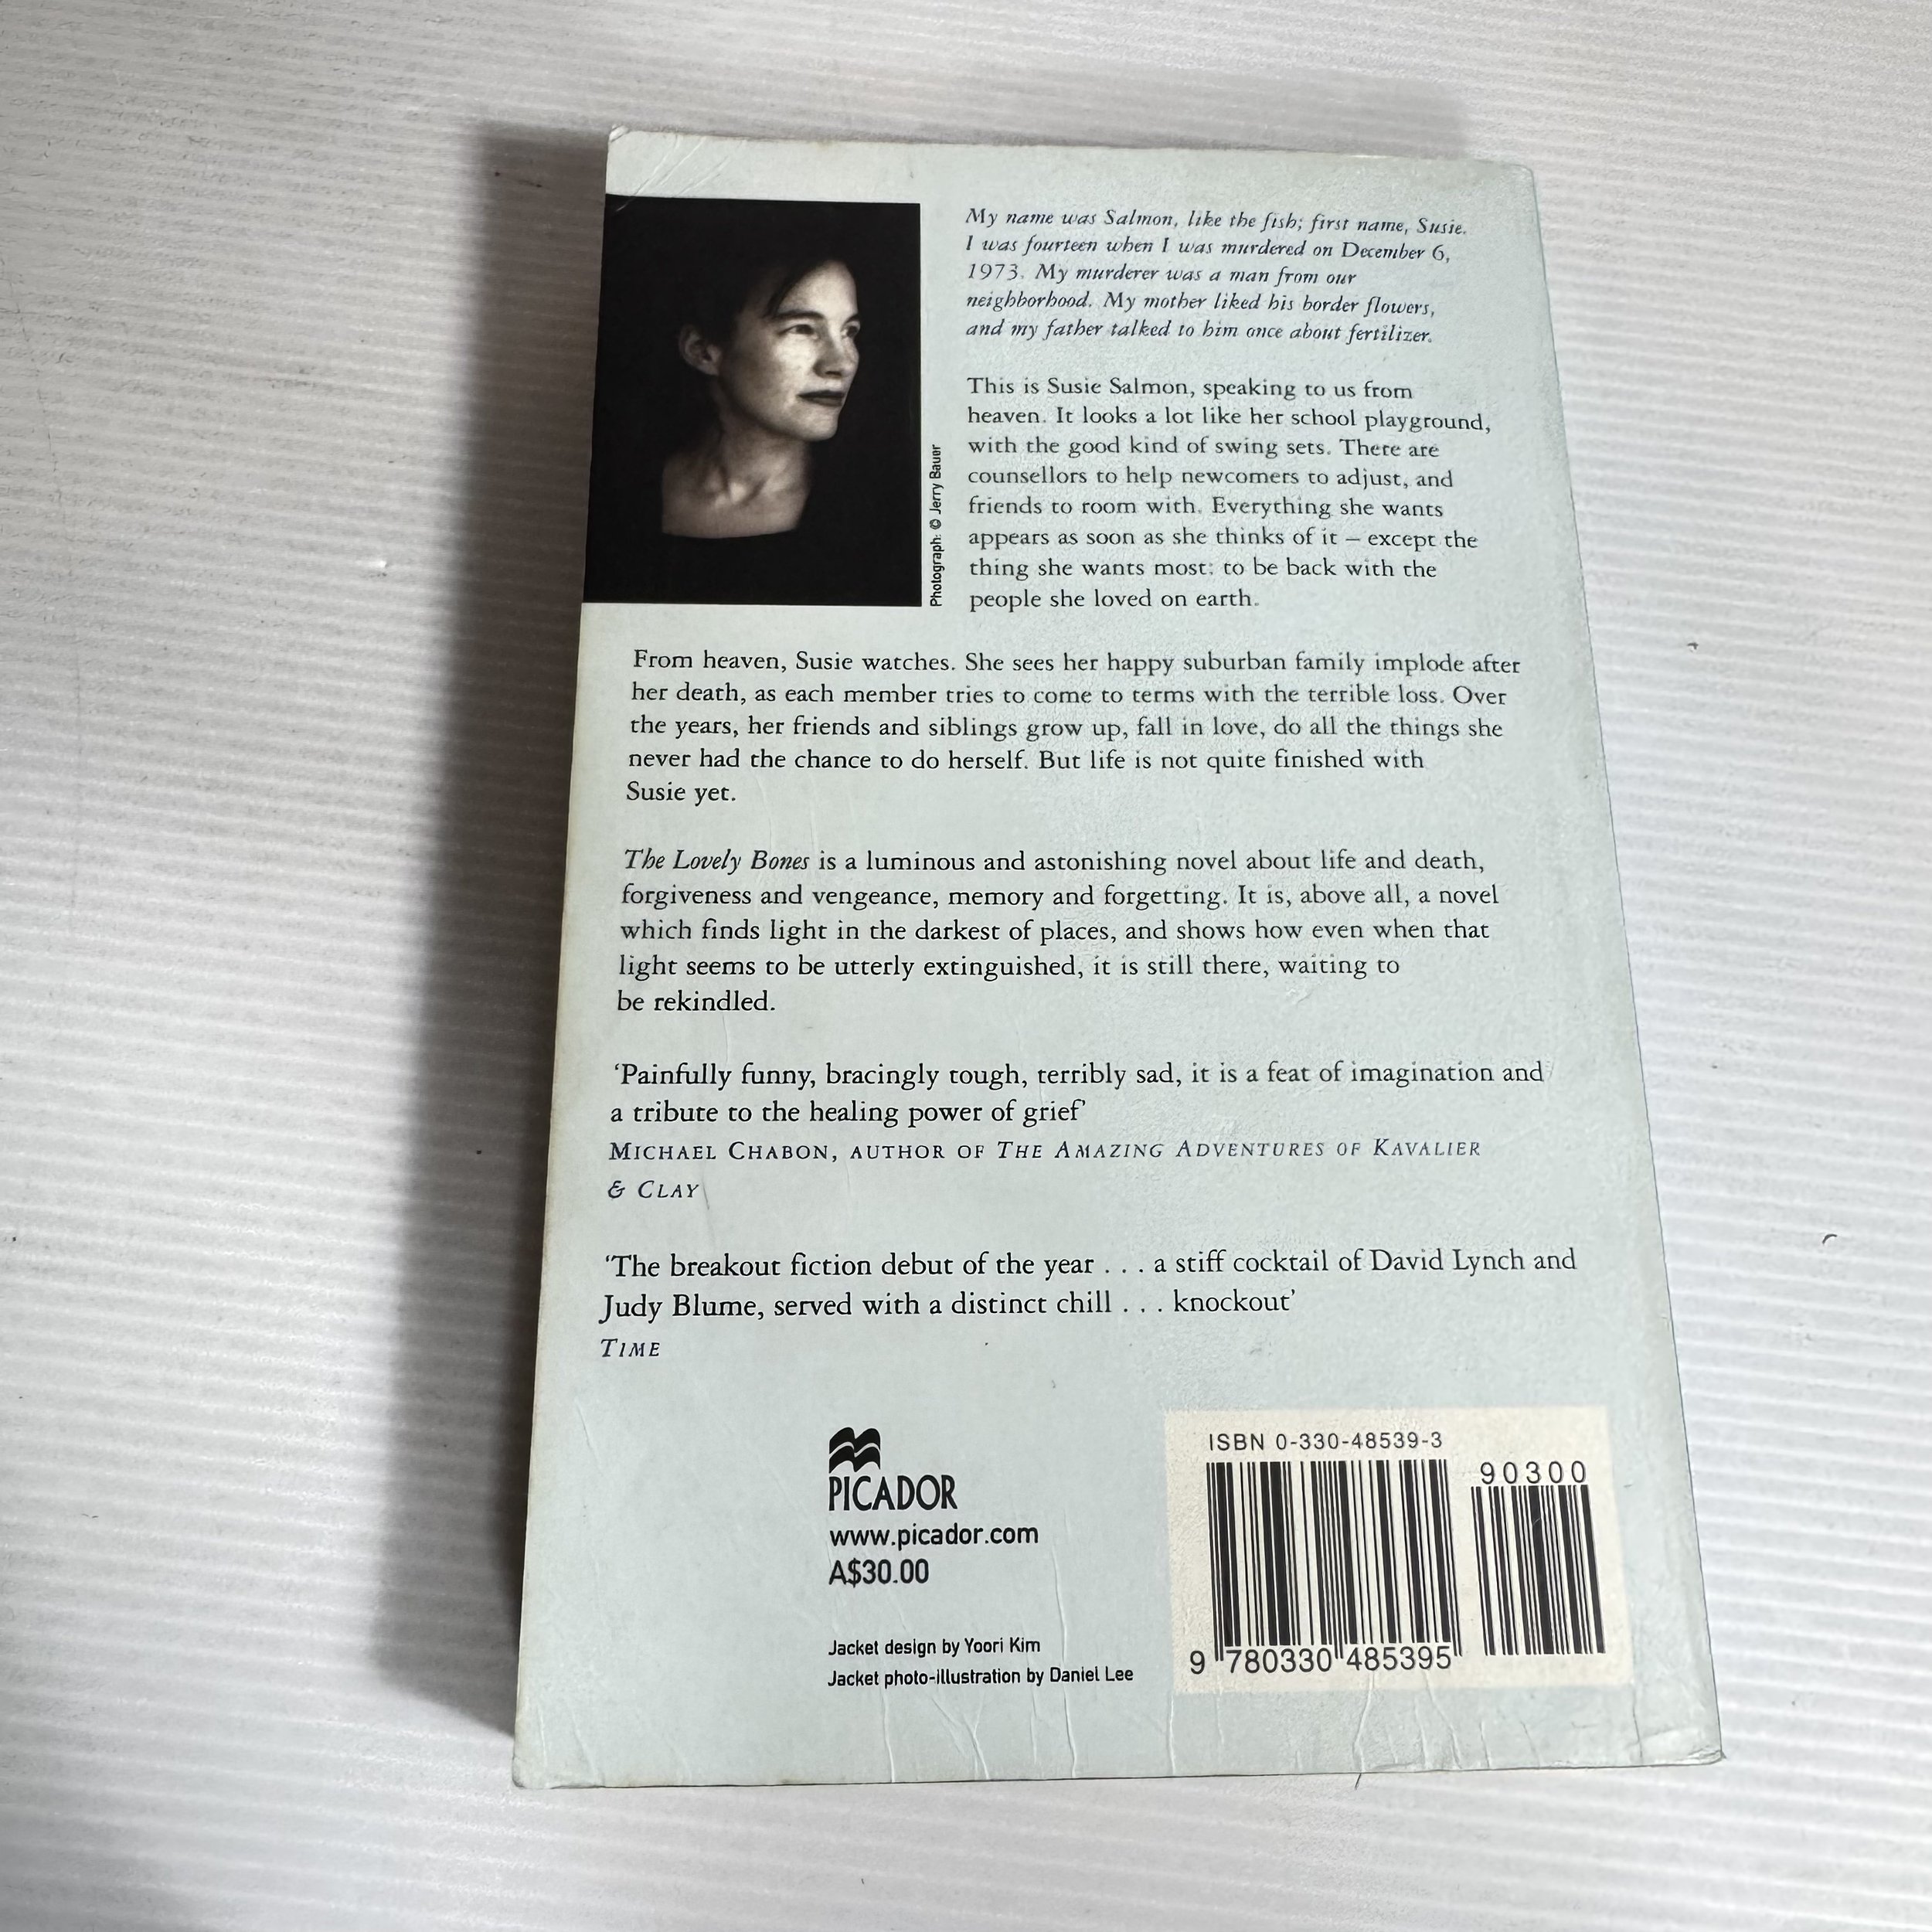 My name was Salmon, like the fish; first name, Susie.
I was fourteen when I was murdered on December 6,
1973. My murderer was a man from our
neighborhood. My mother liked his border flowers,
and my father talked to him once about fertilizer.
This is Susie Salmon, speaking to us from
heaven. It looks a lot like her school playground,
with the good kind of swing sets. There are
counsellors to help newcomers to adjust, and
friends to room with. Everything she wants
appears as soon as she thinks of it – except the
thing she wants most: to be back with the
people she loved on earth.
Photograph: © Jerry Bauer
From heaven, Susie watches. She sees her happy suburban family implode after
her death, as each member tries to come to terms with the terrible loss. Over
the years, her friends and siblings grow up, fall in love, do all the things she
never had the chance to do herself. But life is not quite finished with
Susie yet.
The Lovely Bones is a luminous and astonishing novel about life and death,
forgiveness and vengeance, memory and forgetting. It is, above all, a novel
which finds light in the darkest of places, and shows how even when that
light seems to be utterly extinguished, it is still there, waiting to
be rekindled.
‘Painfully funny, bracingly tough, terribly sad, it is a feat of imagination and
a tribute to the healing power of grief’
MICHAEL CHABON, AUTHOR OF THE AMAZING ADVENTURES OF KAVALIER
& CLAY
‘The breakout fiction debut of the year . . . a stiff cocktail of David Lynch and
Judy Blume, served with a distinct chill . . . knockout’
TIME
PICADOR
www.picador.com
A$30.00
Jacket design by Yoori Kim
Jacket photo-illustration by Daniel Lee
ISBN 0-330-48539-3
90300
9 780330 485395